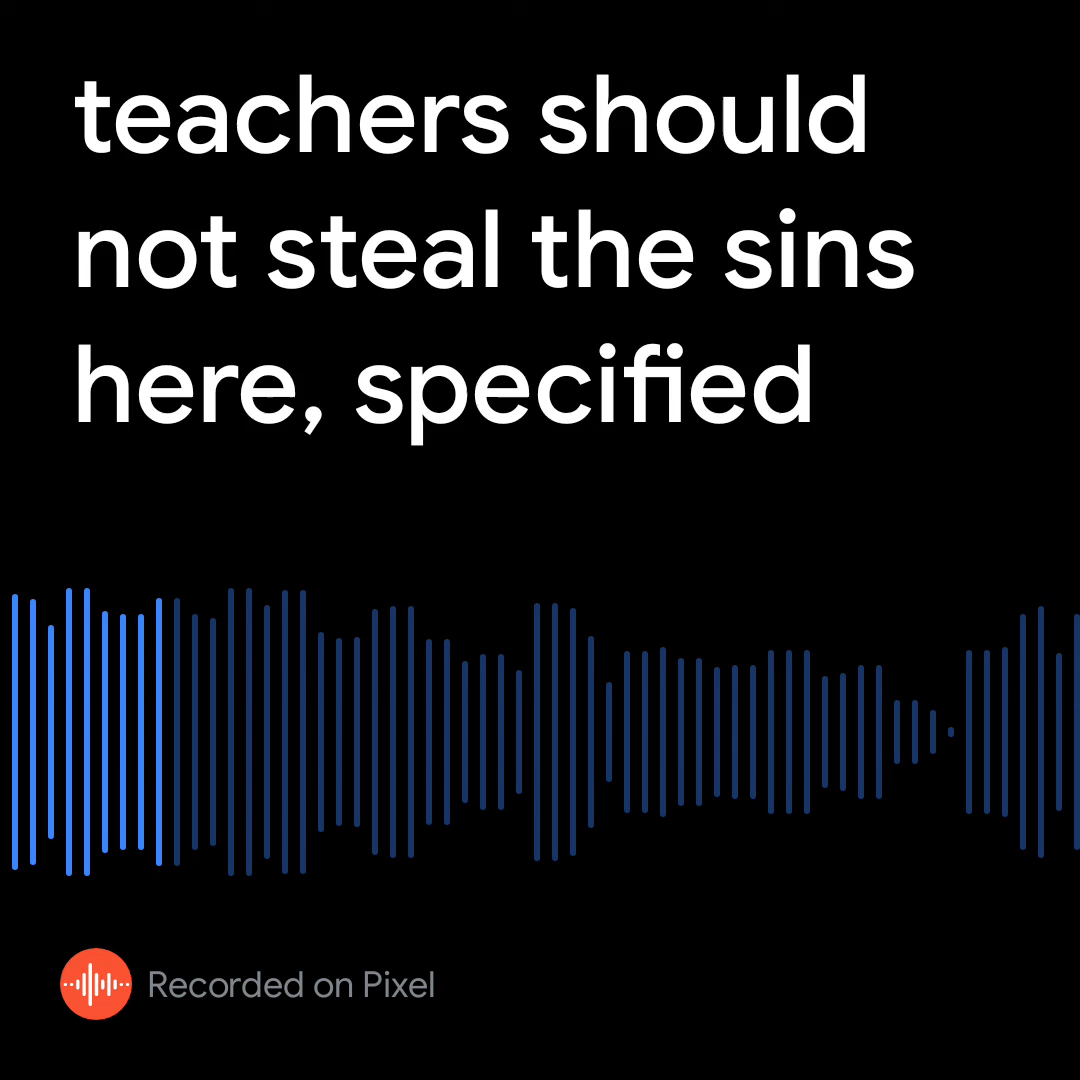 teachers should
not steal the sins
here, specified
Recorded on Pixel